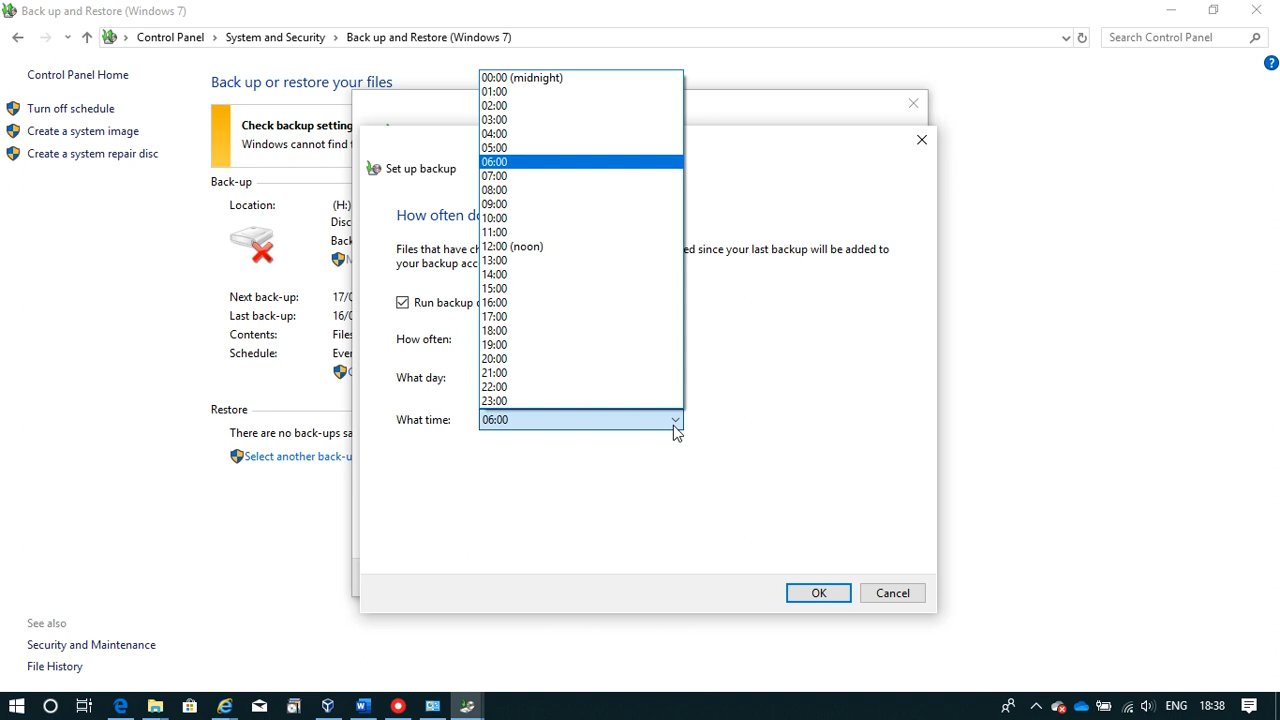 Back up and Restore (Windows 7)
Control Panel
System and Security
Back up and Restore (Windows 7)
Search Control Panel
Control Panel Home
Turn off schedule
Create a system image
Create a system repair disc
See also
Security and Maintenance
File History
Back up or restore your files
Check backup setting
Windows cannot find
Back-up
Location:
(H:)
Disc
Back
Next back-up:
17/0
Last back-up:
16/0
Contents:
Files
Schedule:
Ever
Restore
There are no back-ups sa
Select another back-u
Set up backup
How often d
Files that have ch
ed since your last backup will be added to
your backup acc
Run backup
How often:
What day:
What time:
06:00
00:00 (midnight)
01:00
02:00
03:00
04:00
05:00
06:00
07:00
08:00
09:00
10:00
11:00
12:00 (noon)
13:00
14:00
15:00
16:00
17:00
18:00
19:00
20:00
21:00
22:00
23:00
OK
Cancel
ENG
18:38